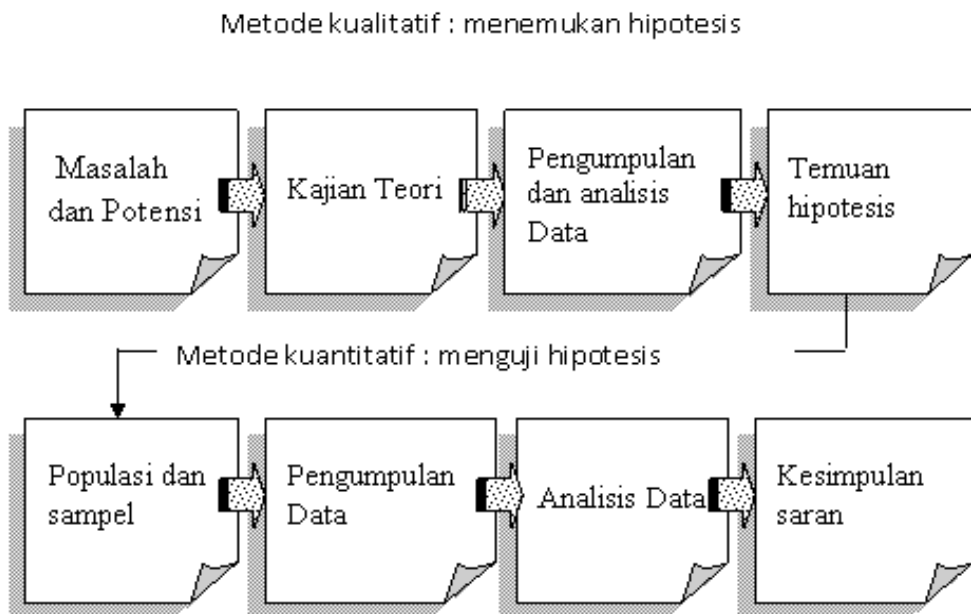 Metode kualitatif : menemukan hipotesis
Masalah
dan Potensi
Kajian Teori
Pengumpulan
dan analisis
Data
Temuan
hipotesis
Metode kuantitatif : menguji hipotesis
Populasi dan
sampel
Pengumpulan
Data
Analisis Data
Kesimpulan
saran